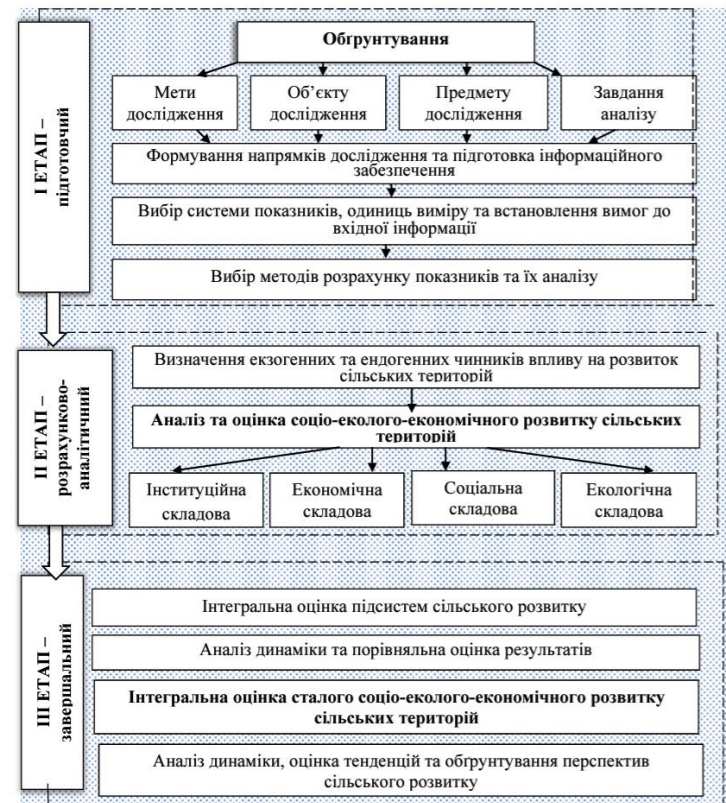 І ЕТАП –
підготовчий
Обґрунтування
Мети
дослідження
Об’єкту
дослідження
Предмету
дослідження
Завдання
аналізу
Формування напрямків дослідження та підготовка інформаційного
забезпечення
Вибір системи показників, одиниць виміру та встановлення вимог до
вхідної інформації
Вибір методів розрахунку показників та їх аналізу
ІІ ЕТАП –
розрахунково-
аналітичний
Визначення екзогенних та ендогенних чинників впливу на розвиток
сільських територій
Аналіз та оцінка соціо-еколого-економічного розвитку сільських
територій
Інституційна
складова
Економічна
складова
Соціальна
складова
Екологічна
складова
ІІІ ЕТАП –
завершальний
Інтегральна оцінка підсистем сільського розвитку
Аналіз динаміки та порівняльна оцінка результатів
Інтегральна оцінка сталого соціо-еколого-економічного розвитку
сільських територій
Аналіз динаміки, оцінка тенденцій та обґрунтування перспектив
сільського розвитку